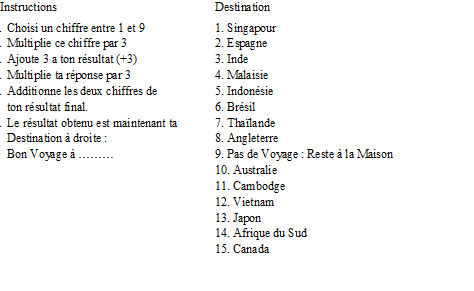 Instructions
. Choisi un chiffre entre 1 et 9
. Multiplie ce chiffre par 3
. Ajoute 3 a ton résultat (+3)
. Multiplie ta réponse par 3
. Additionne les deux chiffres de
ton résultat final.
. Le résultat obtenu est maintenant ta
Destination à droite :
Bon Voyage à ………
Destination
1. Singapour
2. Espagne
3. Inde
4. Malaisie
5. Indonésie
6. Brésil
7. Thaïlande
8. Angleterre
9. Pas de Voyage : Reste à la Maison
10. Australie
11. Cambodge
12. Vietnam
13. Japon
14. Afrique du Sud
15. Canada